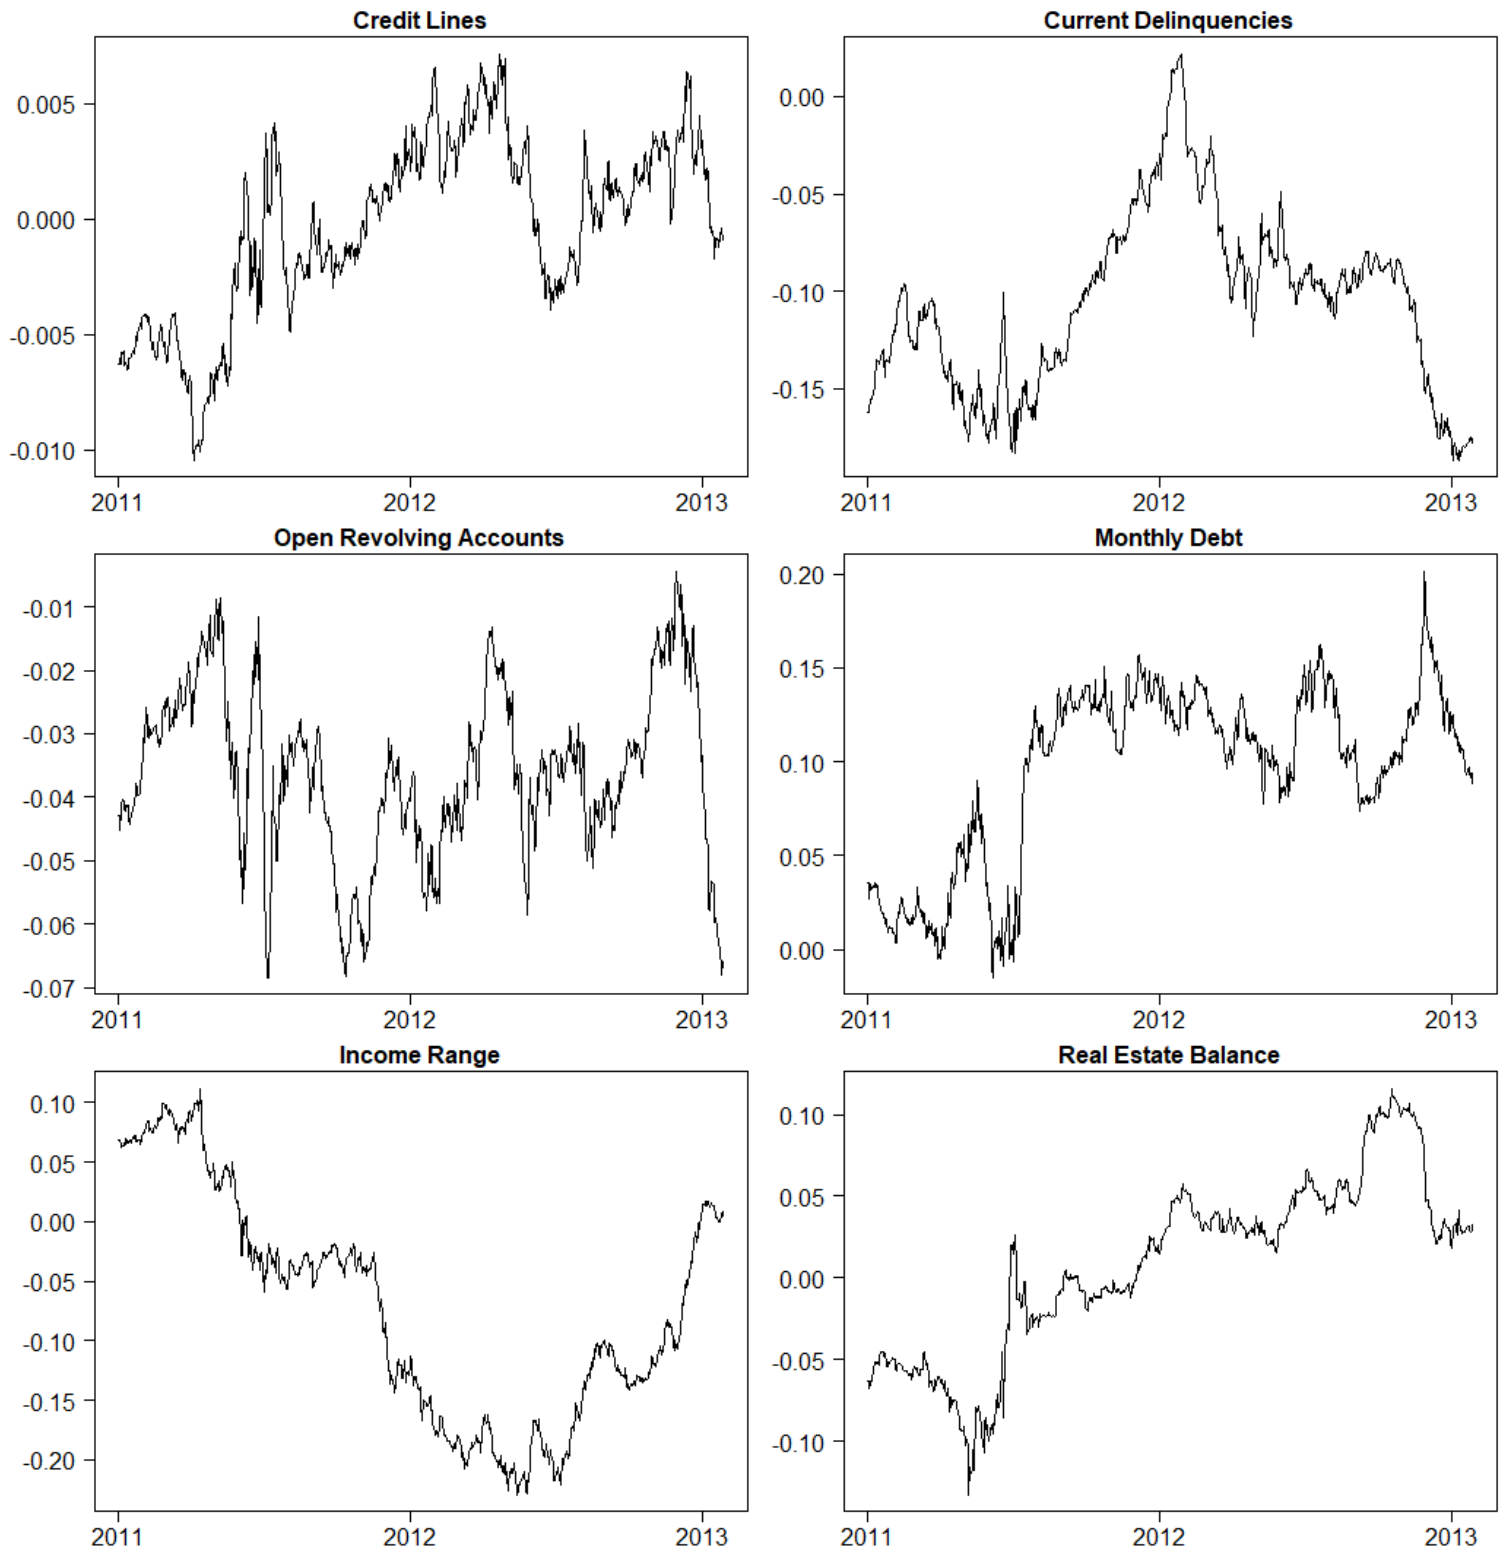 Credit Lines
0.005
0.000
-0.005
-0.010
2011 2012 2013
Current Delinquencies
0.00
-0.05
-0.10
-0.15
2011 2012 2013
Open Revolving Accounts
-0.01
-0.02
-0.03
-0.04
-0.05
-0.06
-0.07
2011 2012 2013
Monthly Debt
0.20
0.15
0.10
0.05
0.00
2011 2012 2013
Income Range
0.10
0.05
0.00
-0.05
-0.10
-0.15
-0.20
2011 2012 2013
Real Estate Balance
0.10
0.05
0.00
-0.05
-0.10
2011 2012 2013